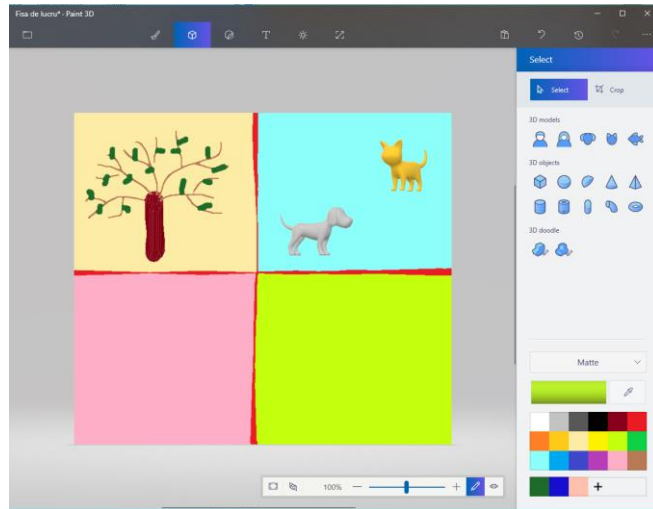 Fisa de lucru* - Paint 3D
T
Select
Select
Crop
3D models
3D objects
3D doodle
Matte
100%